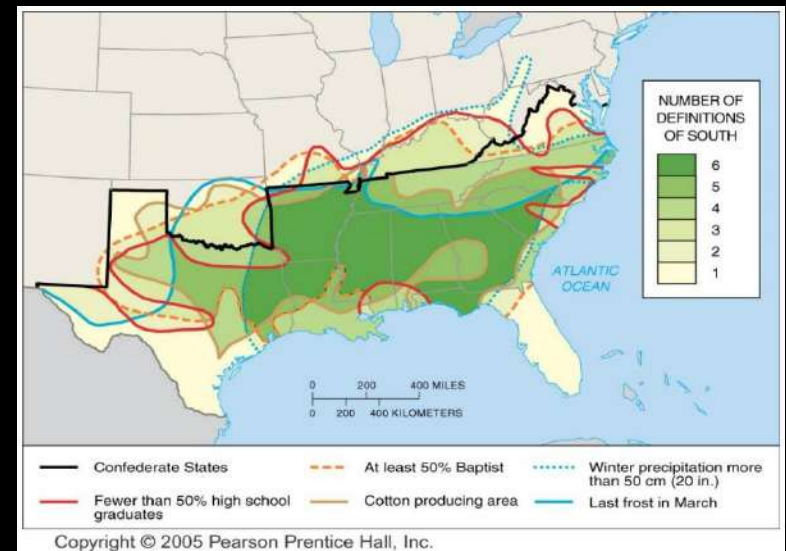 NUMBER OF
DEFINITIONS
OF SOUTH
6
5
4
3
2
1
ATLANTIC
OCEAN
0 200 400 MILES
0 200 400 KILOMETERS
Confederate States
At least 50% Baptist
Winter precipitation more
than 50 cm (20 in.)
Fewer than 50% high school
graduates
Cotton producing area
Last frost in March
Copyright © 2005 Pearson Prentice Hall, Inc.